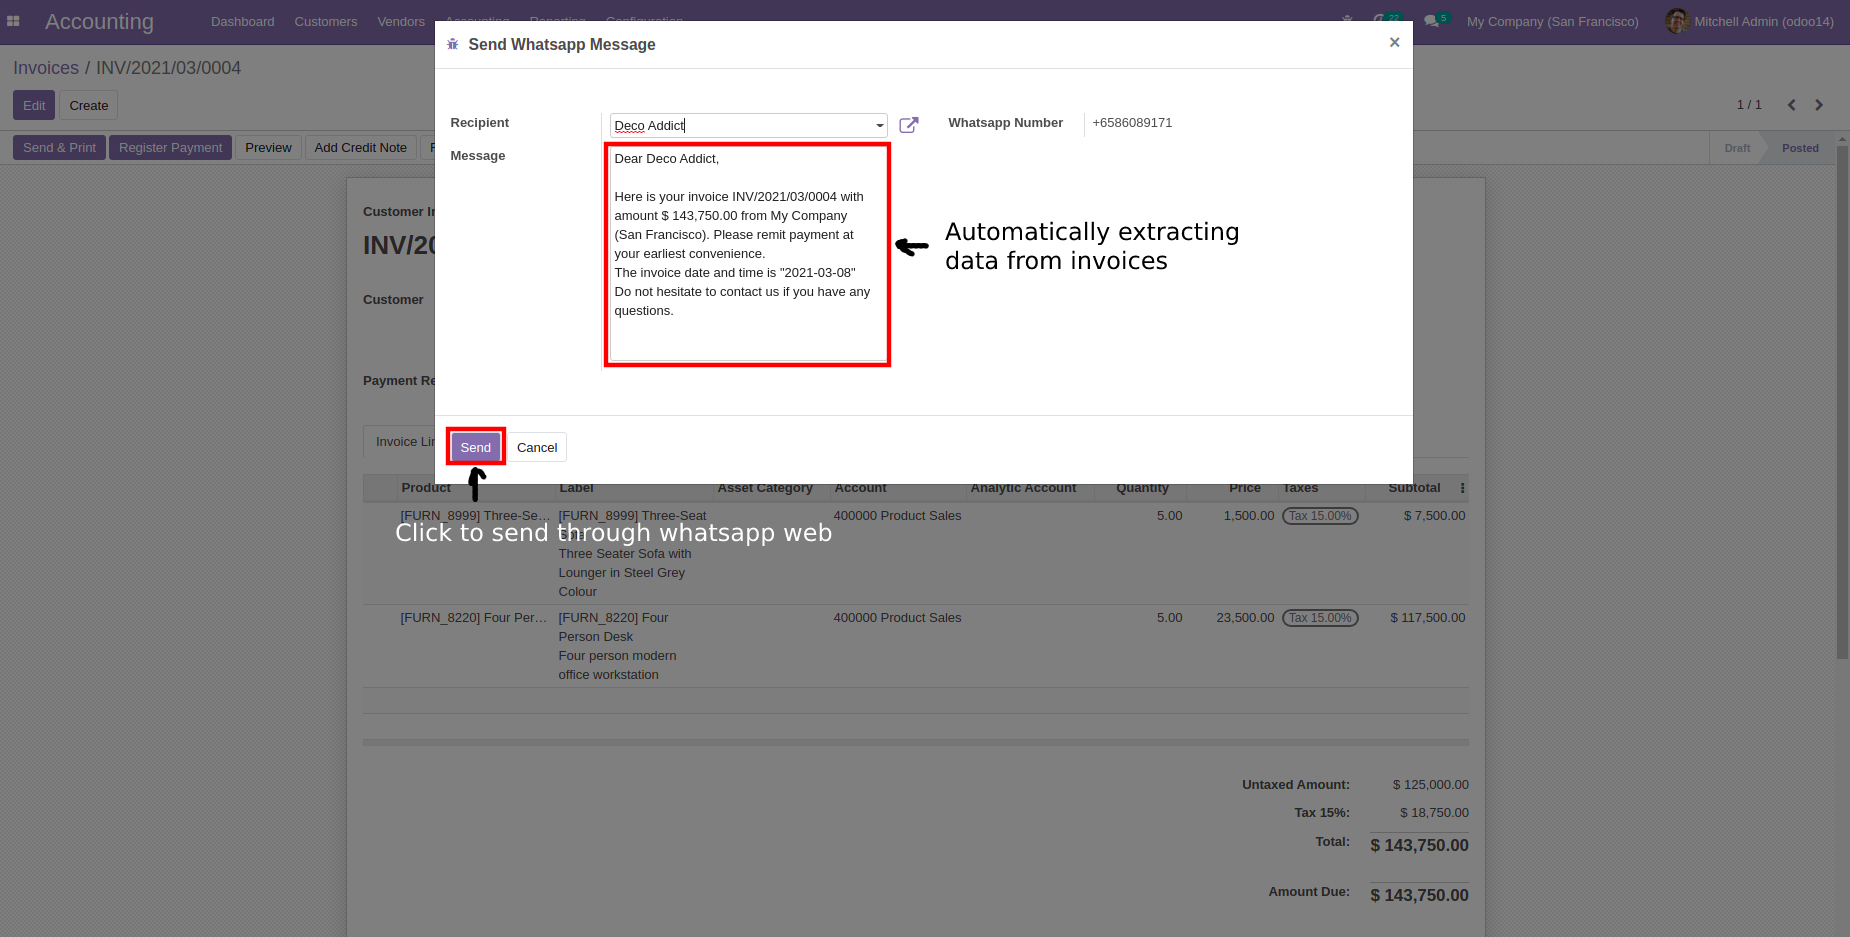 Accounting
Dashboard Customers Vendors Accounting Reporting Configuration
22 5 My Company (San Francisco) Mitchell Admin (odoo14)
Invoices / INV/2021/03/0004
Edit Create
1 / 1
Send & Print Register Payment Preview Add Credit Note
Draft Posted
Send Whatsapp Message
×
Recipient
Deco Addict
Whatsapp Number +6586089171
Message
Dear Deco Addict,
Here is your invoice INV/2021/03/0004 with
amount $ 143,750.00 from My Company
(San Francisco). Please remit payment at
your earliest convenience.
The invoice date and time is "2021-03-08"
Do not hesitate to contact us if you have any
questions.
Automatically extracting
data from invoices
Send Cancel
Click to send through whatsapp web
Customer In
INV/20
Customer
Payment Re
Invoice Lin
Product Label Asset Category Account Analytic Account Quantity Price Taxes Subtotal
[FURN_8999] Three-Se... [FURN_8999] Three-Seat 400000 Product Sales 5.00 1,500.00 Tax 15.00% $ 7,500.00
Sofa
Three Seater Sofa with
Lounger in Steel Grey
Colour
[FURN_8220] Four Per... [FURN_8220] Four 400000 Product Sales 5.00 23,500.00 Tax 15.00% $ 117,500.00
Person Desk
Four person modern
office workstation
Untaxed Amount: $ 125,000.00
Tax 15%: $ 18,750.00
Total: $ 143,750.00
Amount Due: $ 143,750.00